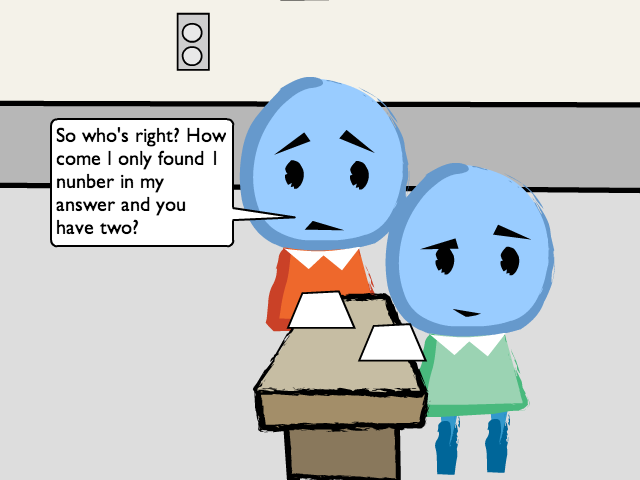 So who's right? How
come I only found 1
nunber in my
answer and you
have two?